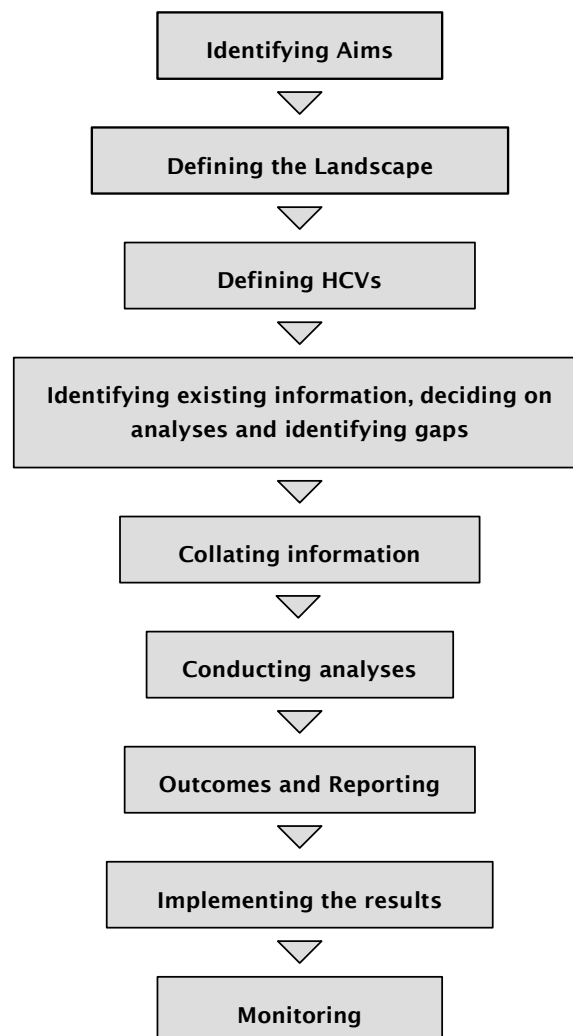 Identifying Aims
Defining the Landscape
Defining HCVs
Identifying existing information, deciding on
analyses and identifying gaps
Collating information
Conducting analyses
Outcomes and Reporting
Implementing the results
Monitoring